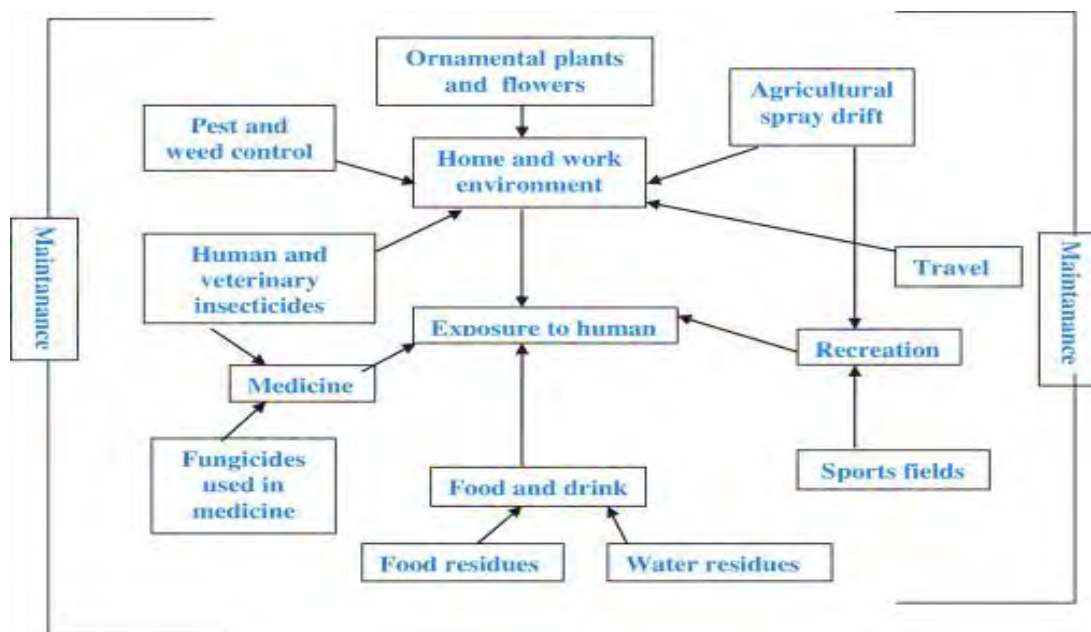 Ornamental plants
and flowers
Agricultural
spray drift
Pest and
weed control
Home and work
environment
Maintanance
Human and
veterinary
insecticides
Travel
Maintanance
Exposure to human
Recreation
Medicine
Fungicides
used in
medicine
Food and drink
Sports fields
Food residues
Water residues